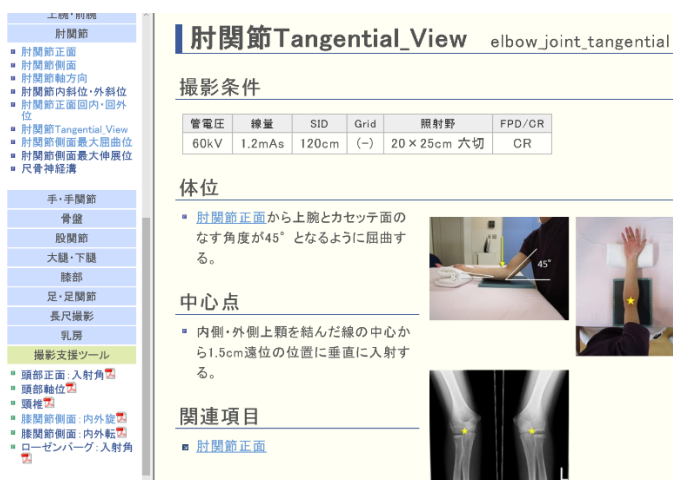 上腕・前腕
肘関節
肘関節正面
肘関節側面
肘関節軸方向
肘関節内斜位・外斜位
肘関節正面回内・回外
位
肘関節Tangential_View
肘関節側面最大屈曲位
肘関節側面最大伸展位
尺骨神経溝
手・手関節
骨盤
股関節
大腿・下腿
膝部
足・足関節
長尺撮影
乳房
撮影支援ツール
頭部正面：入射角
頭部軸位
頸椎
膝関節側面：内外旋
膝関節側面：内外転
ローゼンバーグ：入射角
肘関節Tangential_View elbow_joint_tangential
撮影条件
管電圧 線量 SID Grid 照射野 FPD/CR
60kV 1.2mAs 120cm (-) 20×25cm 六切 CR
体位
肘関節正面から上腕とカセッテ面の
なす角度が45°となるように屈曲す
る。
45°
中心点
内側・外側上顆を結んだ線の中心か
ら1.5cm遠位の位置に垂直に入射す
る。
L
関連項目
肘関節正面